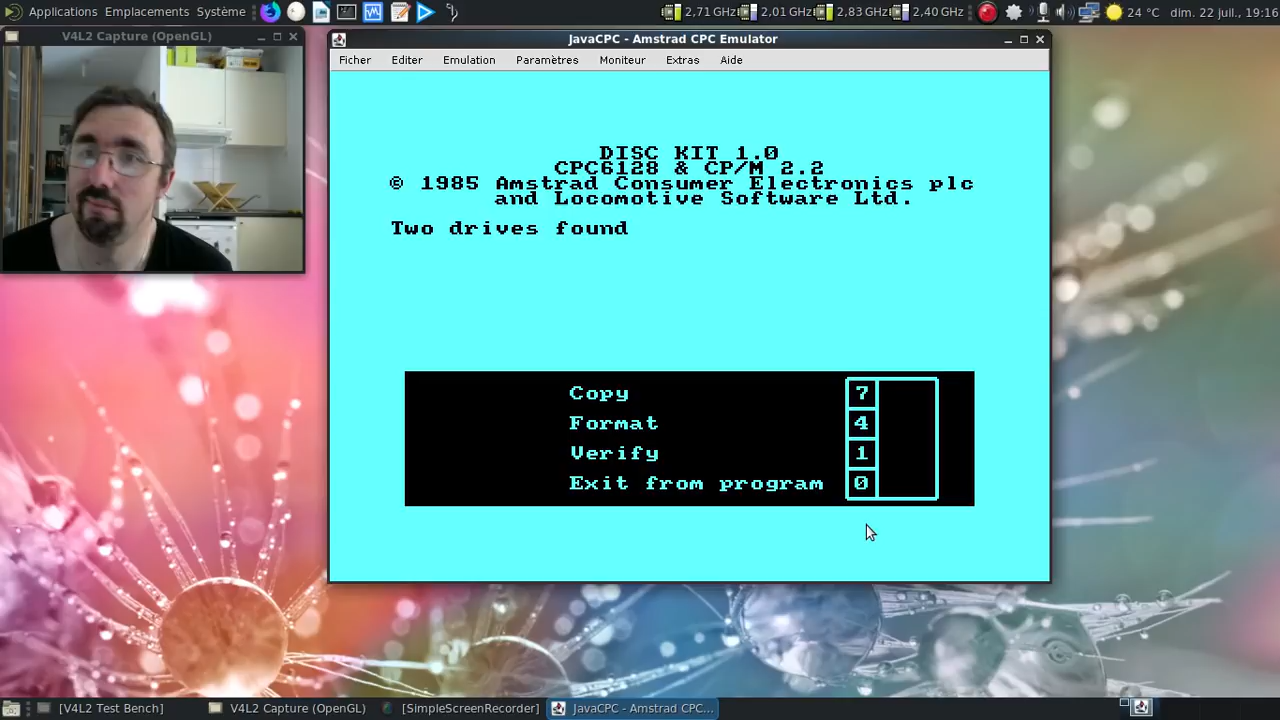 Applications Emplacements Système
2,71 GHz 2,01 GHz 2,83 GHz 2,40 GHz 24 °C dim. 22 juil., 19:16
V4L2 Capture (OpenGL)
JavaCPC - Amstrad CPC Emulator
Ficher Editer Emulation Paramètres Moniteur Extras Aide
DISC KIT 1.0
CPC6128 & CP/M 2.2
© 1985 Amstrad Consumer Electronics plc
and Locomotive Software Ltd.
Two drives found
Copy 7
Format 4
Verify 1
Exit from program 0
[V4L2 Test Bench] V4L2 Capture (OpenGL) [SimpleScreenRecorder] JavaCPC - Amstrad CPC...